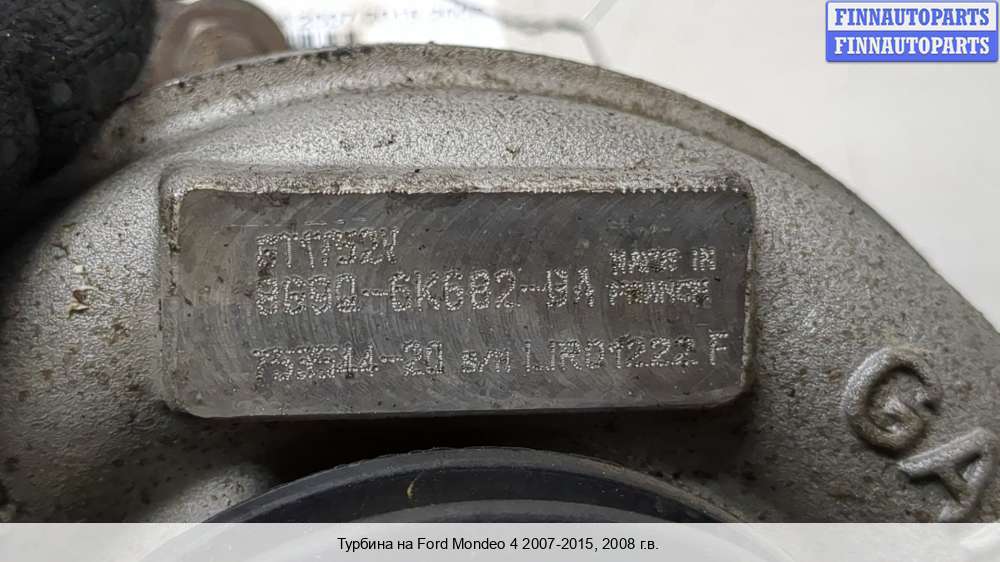 FINNAUTOPARTS
FINNAUTOPARTS
GT1752V
8G9Q-6K682-BA
MADE IN
FRANCE
753544-20 s/n LJR01222 F
GA
Турбина на Ford Mondeo 4 2007-2015, 2008 г.в.